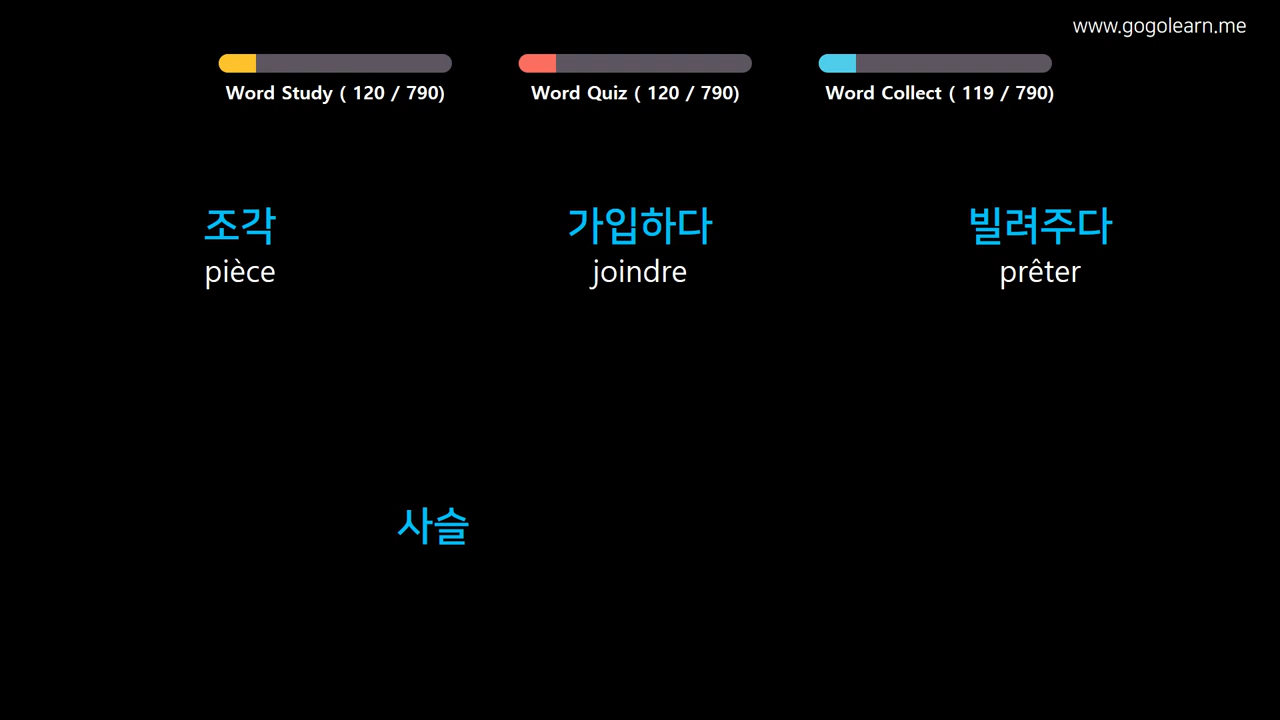 www.gogolearn.me
Word Study ( 120 / 790)
Word Quiz ( 120 / 790)
Word Collect ( 119 / 790)
조각
pièce
가입하다
joindre
빌려주다
prêter
사슬